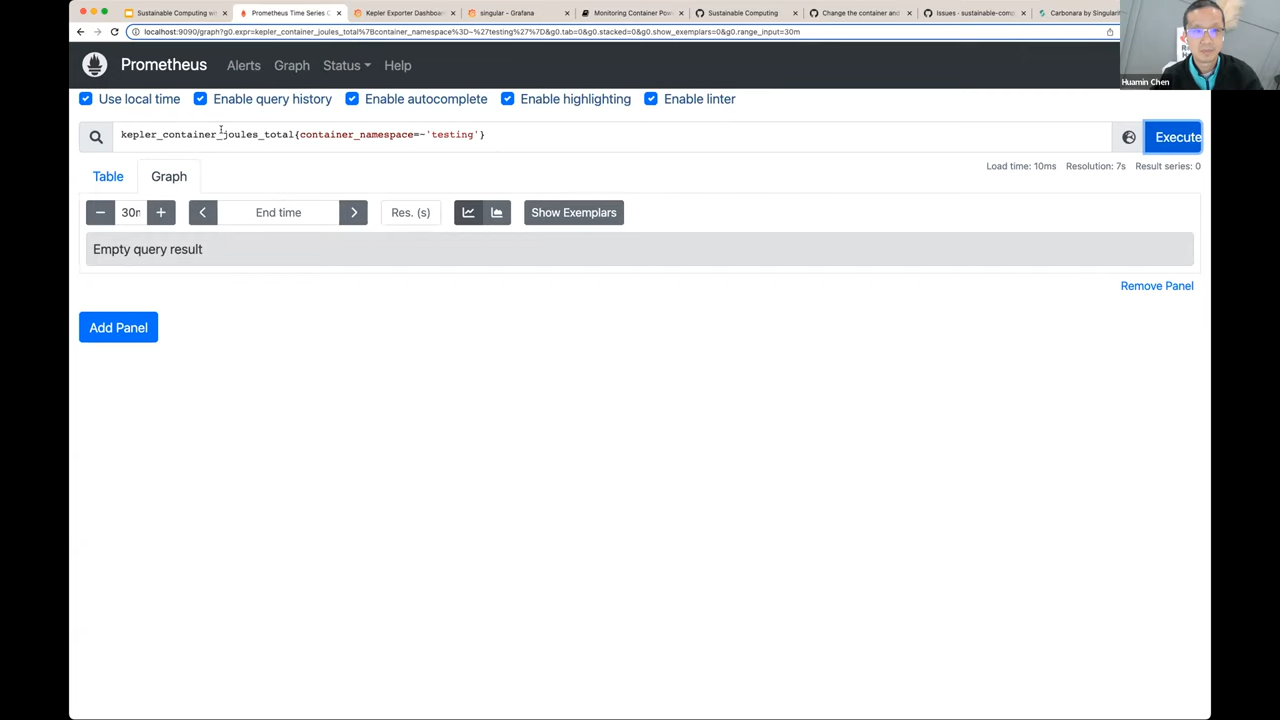 Sustainable Computing wi
Prometheus Time Series C
Kepler Exporter Dashboar
singular - Grafana
Monitoring Container Pow
Sustainable Computing
Change the container and
Issues - sustainable-comp
Carbonara by Singularit
localhost:9090/graph?g0.expr=kepler_container_joules_total%7Bcontainer_namespace%3D~%27testing%27%7D&g0.tab=0&g0.stacked=0&g0.show_exemplars=0&g0.range_input=30m
Huamin Chen
Prometheus
Alerts
Graph
Status
Help
Use local time
Enable query history
Enable autocomplete
Enable highlighting
Enable linter
kepler_container_joules_total{container_namespace=~'testing'}
Execute
Load time: 10ms
Resolution: 7s
Result series: 0
Table
Graph
30m
End time
Res. (s)
Show Exemplars
Empty query result
Remove Panel
Add Panel